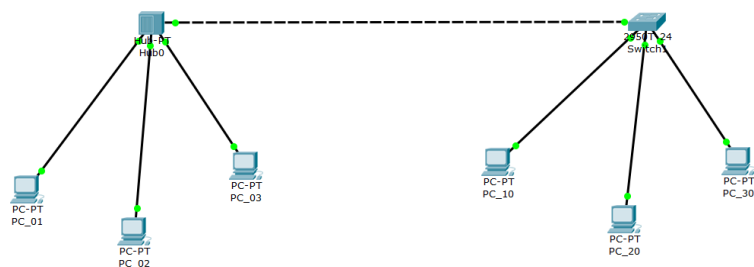 Hub-PT
Hub0
2950T-24
Switch1
PC-PT
PC_01
PC-PT
PC_02
PC-PT
PC_03
PC-PT
PC_10
PC-PT
PC_20
PC-PT
PC_30